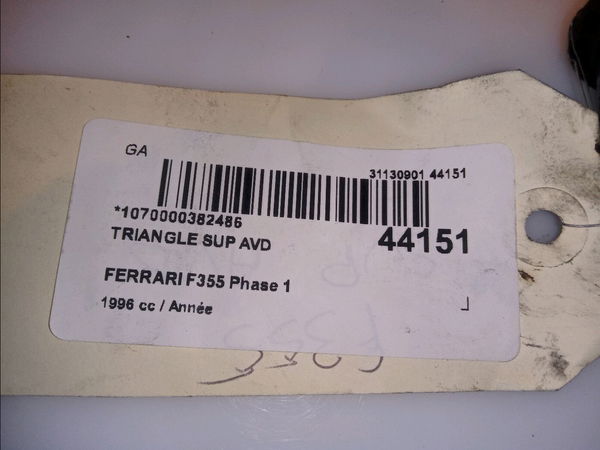 GA
31130901 44151
*1070000382486
TRIANGLE SUP AVD
44151
FERRARI F355 Phase 1
1996 cc / Année